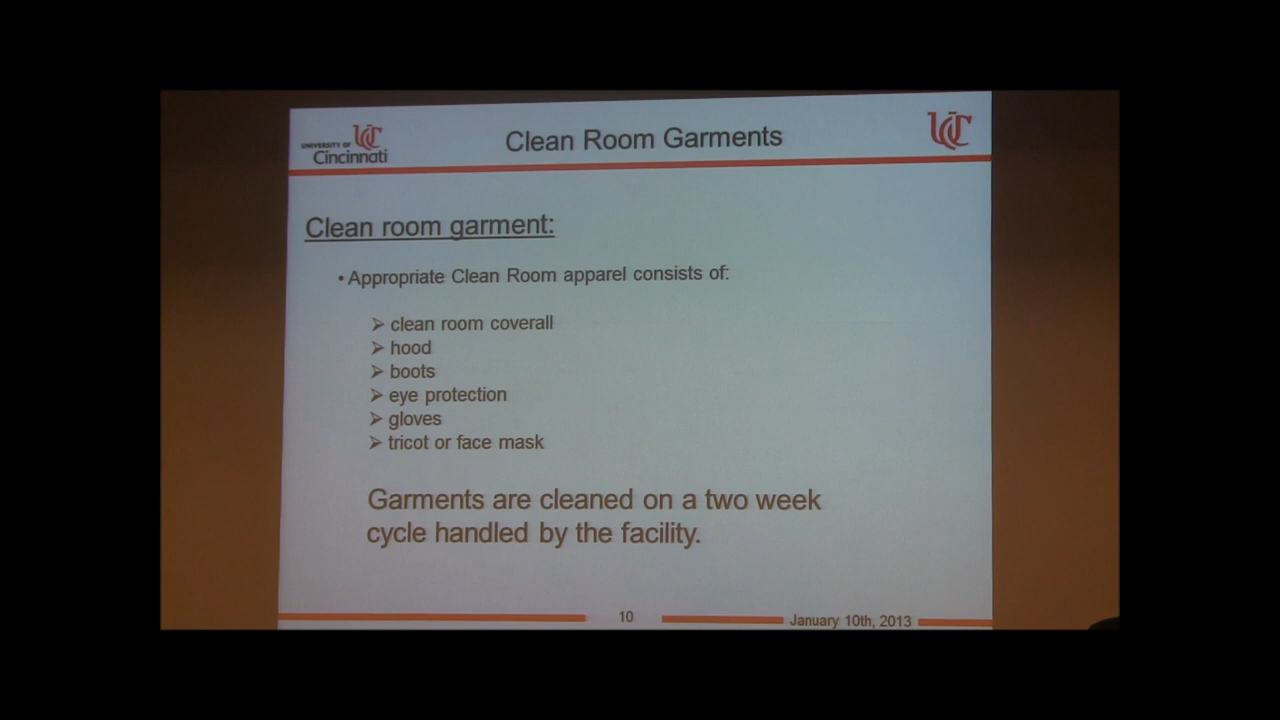 UNIVERSITY OF
Cincinnati
UC
Clean Room Garments
UC
Clean room garment:
• Appropriate Clean Room apparel consists of:
➢ clean room coverall
➢ hood
➢ boots
➢ eye protection
➢ gloves
➢ tricot or face mask
Garments are cleaned on a two week
cycle handled by the facility.
10
January 10th, 2013